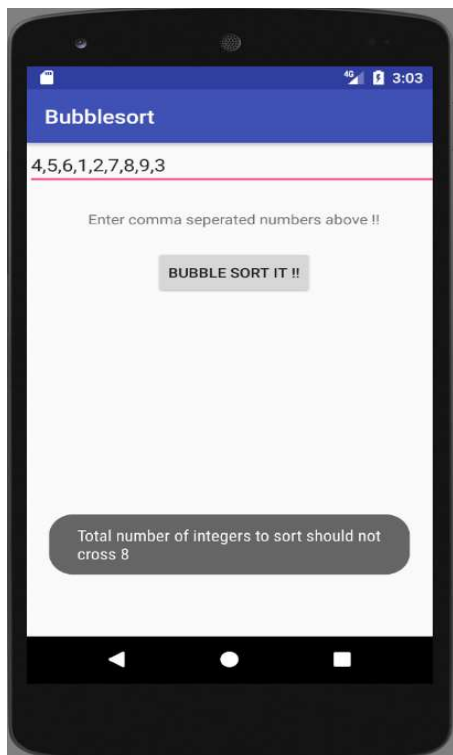 4G 3:03
Bubblesort
4,5,6,1,2,7,8,9,3
Enter comma seperated numbers above !!
BUBBLE SORT IT !!
Total number of integers to sort should not
cross 8